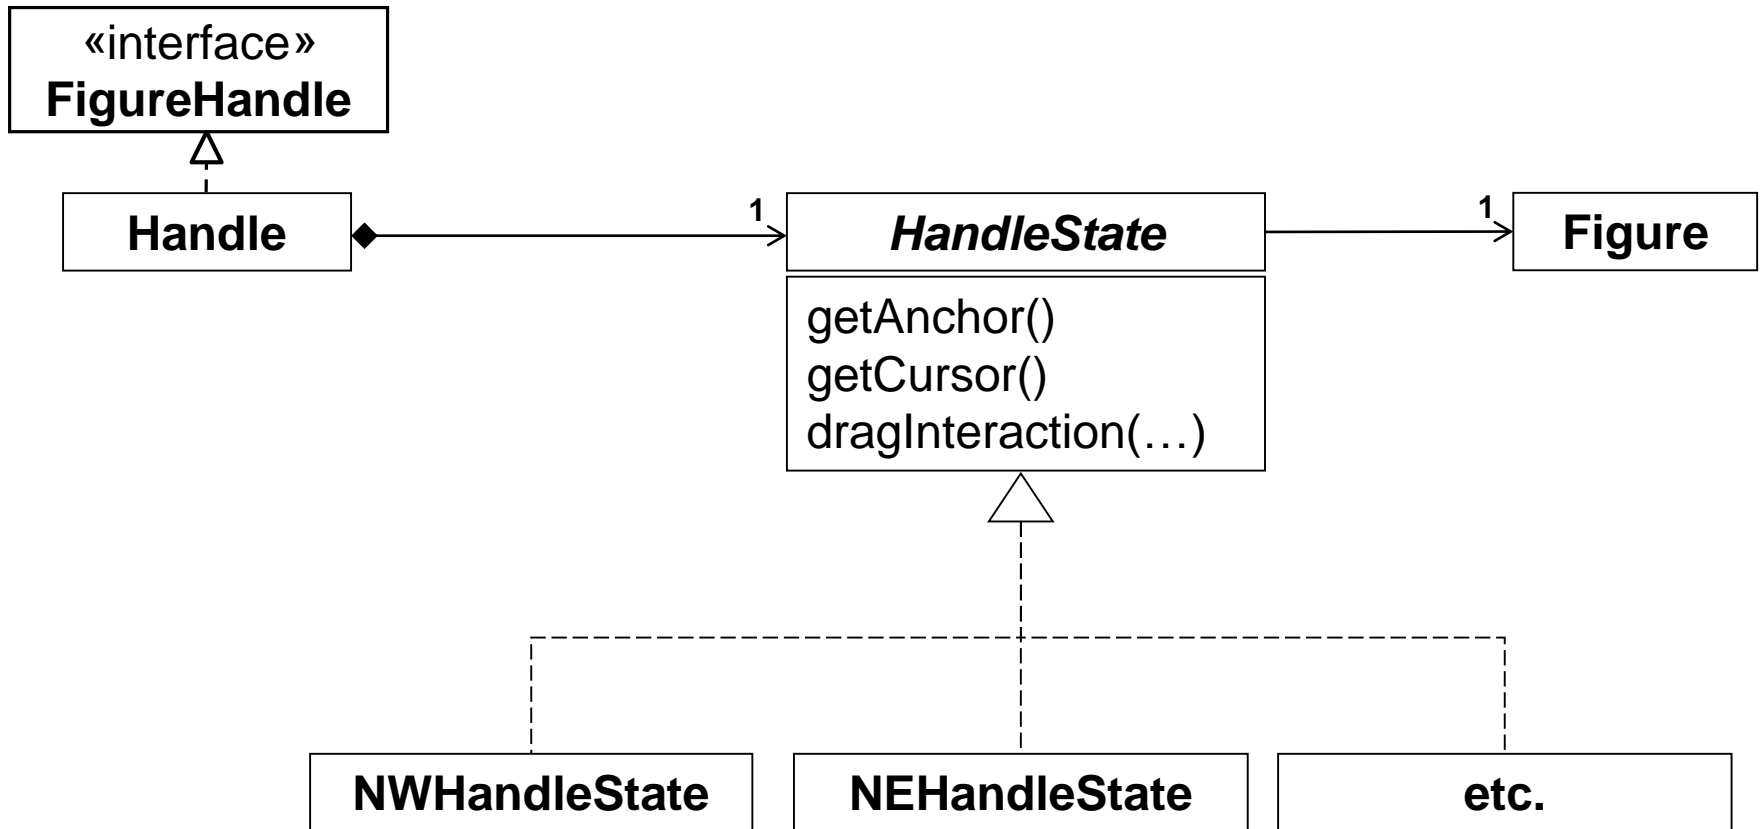 «interface»
FigureHandle
Handle
1
HandleState
1
Figure
getAnchor()
getCursor()
dragInteraction(…)
NWHandleState
NEHandleState
etc.